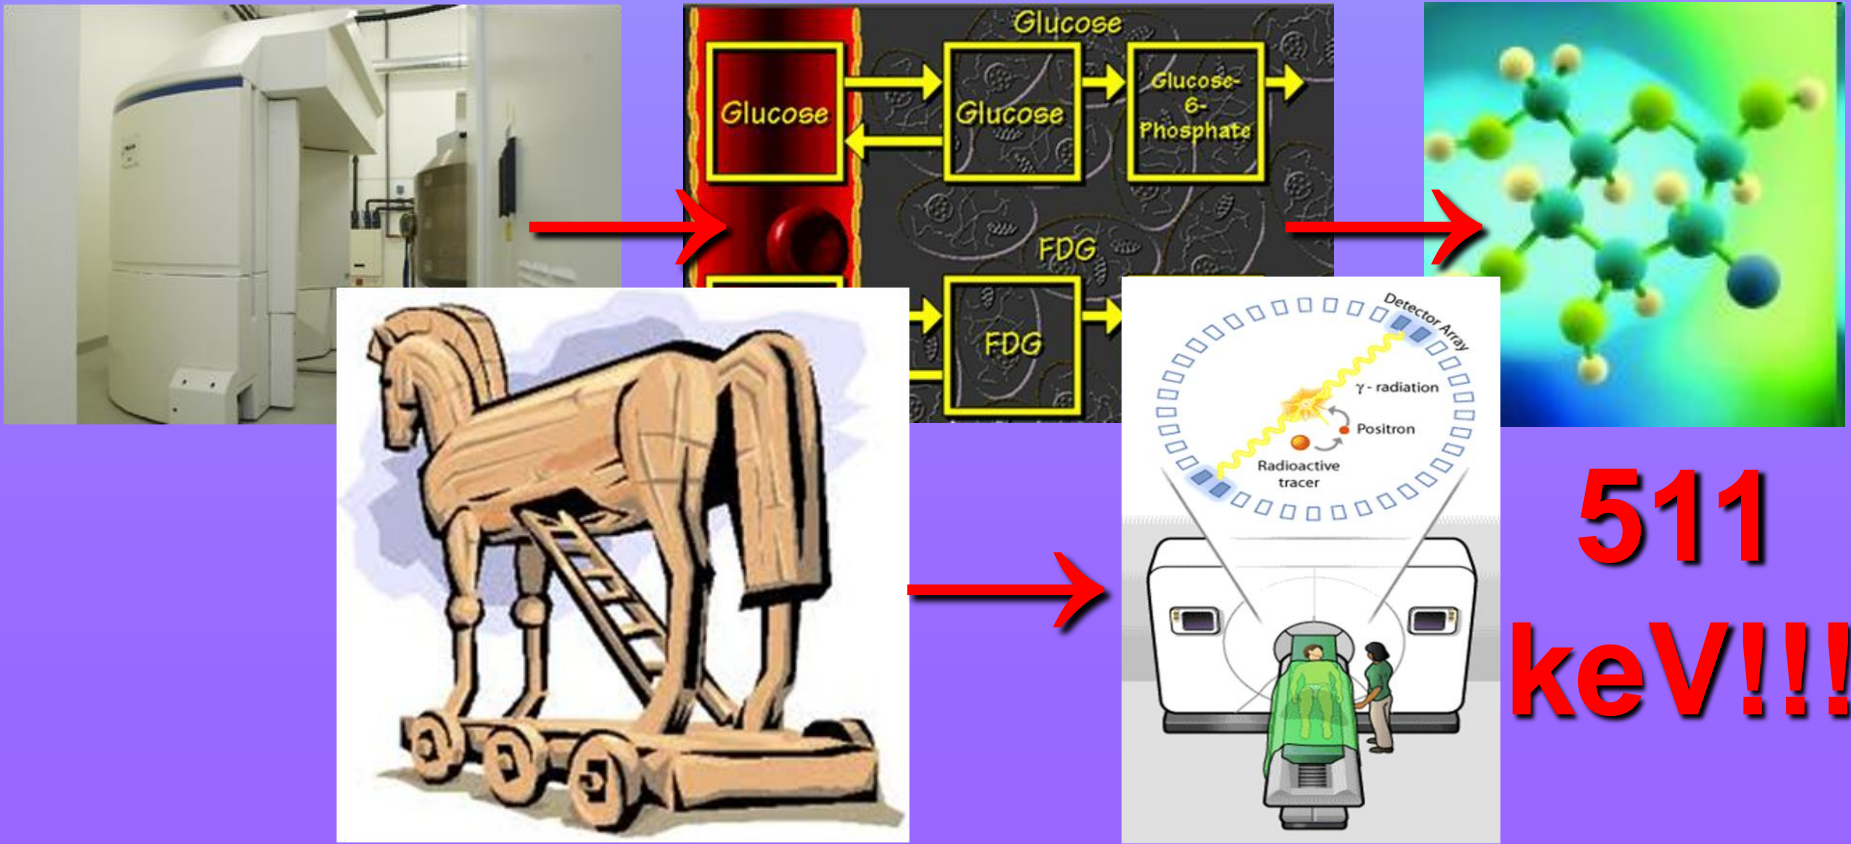 Glucose
Glucose
Glucose
Glucose-
6-
Phosphate
FDG
FDG
Detector Array
γ - radiation
Positron
Radioactive
tracer
511
keV!!!